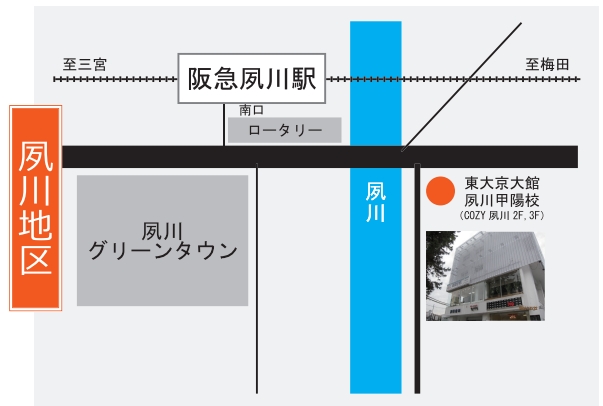 至三宮
阪急夙川駅
至梅田
南口
ロータリー
夙川地区
夙川
グリーンタウン
夙川
東大京大館
夙川甲陽校
(COZY 夙川 2F, 3F)